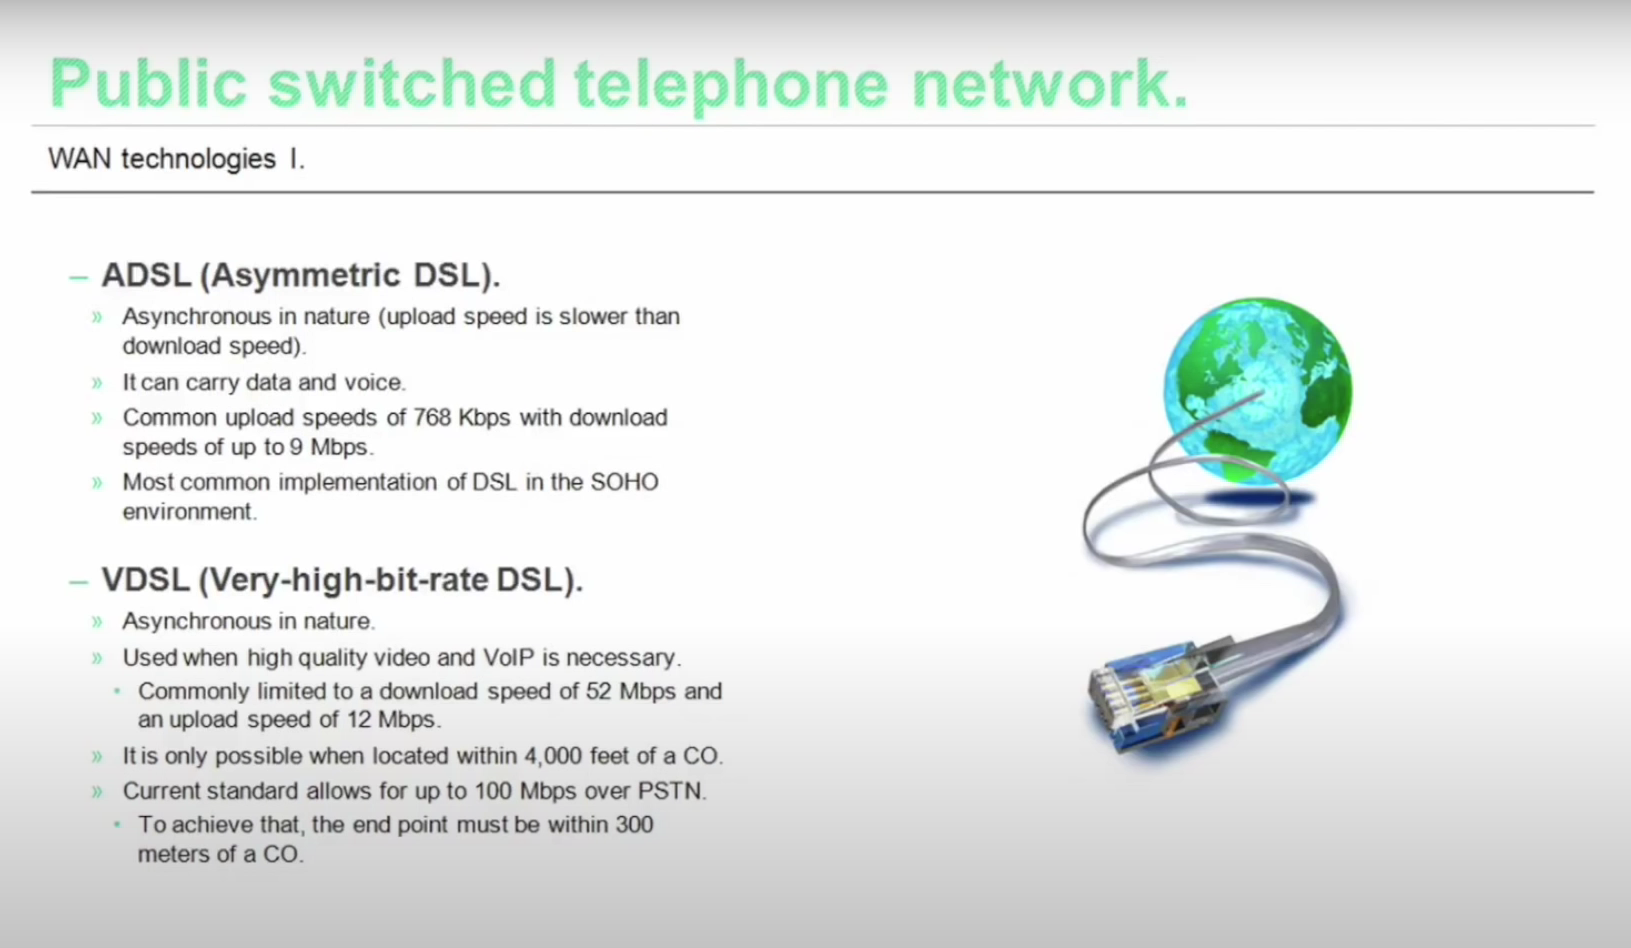 Public switched telephone network.
WAN technologies I.
– ADSL (Asymmetric DSL).
» Asynchronous in nature (upload speed is slower than
download speed).
» It can carry data and voice.
» Common upload speeds of 768 Kbps with download
speeds of up to 9 Mbps.
» Most common implementation of DSL in the SOHO
environment.
– VDSL (Very-high-bit-rate DSL).
» Asynchronous in nature.
» Used when high quality video and VoIP is necessary.
• Commonly limited to a download speed of 52 Mbps and
an upload speed of 12 Mbps.
» It is only possible when located within 4,000 feet of a CO.
» Current standard allows for up to 100 Mbps over PSTN.
• To achieve that, the end point must be within 300
meters of a CO.